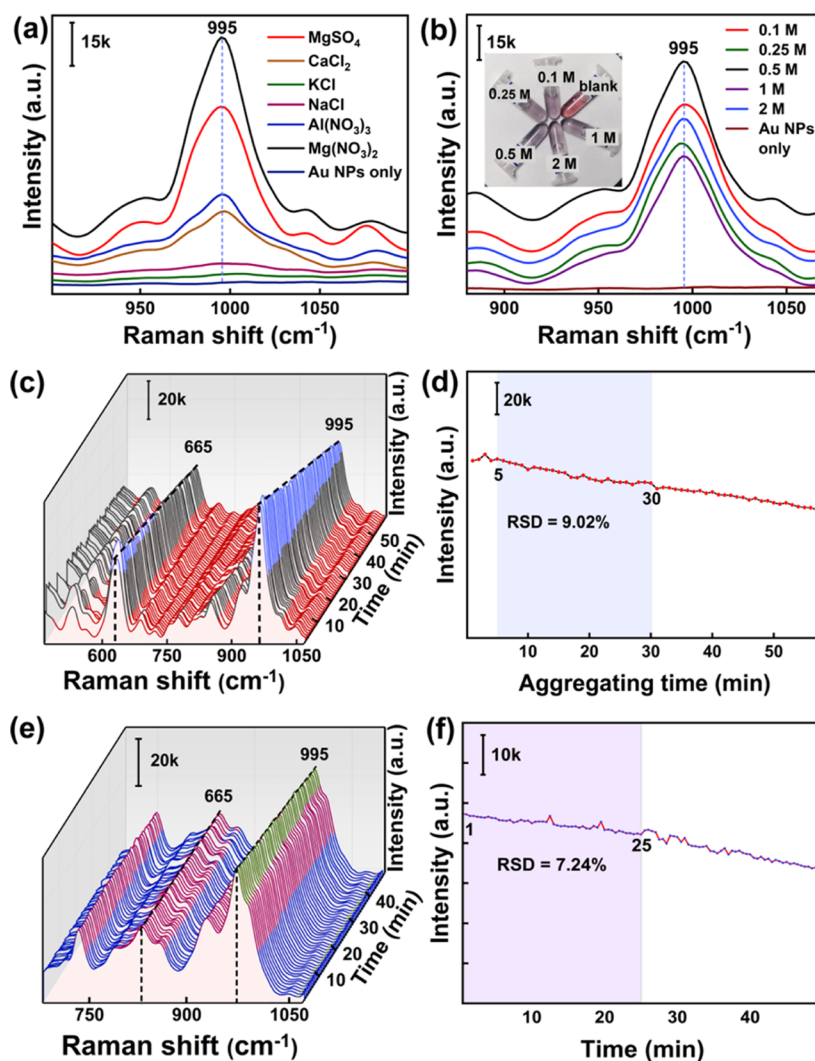 (a)
15k
995
MgSO₄
CaCl₂
KCl
NaCl
Al(NO₃)₃
Mg(NO₃)₂
Au NPs only
Intensity (a.u.)
950 1000 1050
Raman shift (cm⁻¹)
(b)
15k
995
0.1 M
0.25 M
0.5 M
1 M
2 M
Au NPs
only
0.1 M
blank
0.25 M
1 M
0.5 M
2 M
Intensity (a.u.)
900 950 1000 1050
Raman shift (cm⁻¹)
(c)
20k
995
665
Intensity (a.u.)
50
40
30
20
10
Time (min)
600 750 900 1050
Raman shift (cm⁻¹)
(d)
20k
5
30
RSD = 9.02%
Intensity (a.u.)
10 20 30 40 50
Aggregating time (min)
(e)
20k
995
665
Intensity (a.u.)
40
30
20
10
Time (min)
750 900 1050
Raman shift (cm⁻¹)
(f)
10k
1
25
RSD = 7.24%
Intensity (a.u.)
10 20 30 40
Time (min)